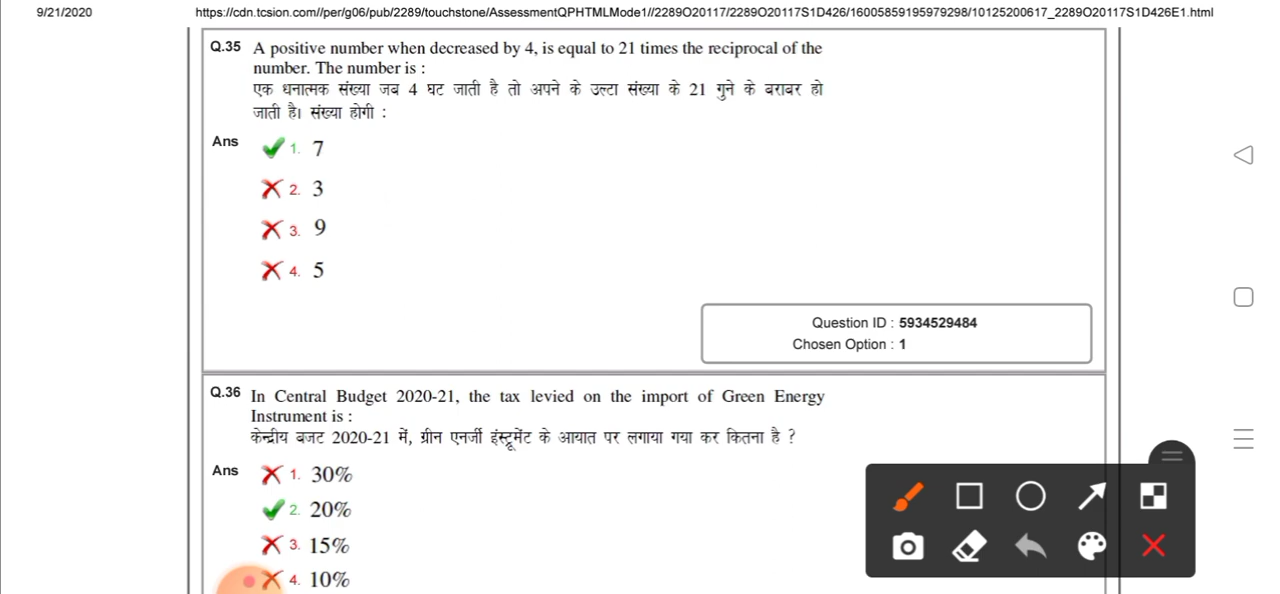 9/21/2020 https://cdn.tcsion.com//per/g06/pub/2289/touchstone/AssessmentQPHTMLMode1//2289O20117/2289O20117S1D426/16005859195979298/10125200617_2289O20117S1D426E1.html
Q.35 A positive number when decreased by 4, is equal to 21 times the reciprocal of the
number. The number is :
एक धनात्मक संख्या जब 4 घट जाती है तो अपने के उल्टा संख्या के 21 गुने के बराबर हो
जाती है। संख्या होगी :
Ans 1. 7
2. 3
3. 9
4. 5
Question ID : 5934529484
Chosen Option : 1
Q.36 In Central Budget 2020-21, the tax levied on the import of Green Energy
Instrument is :
केन्द्रीय बजट 2020-21 में, ग्रीन एनर्जी इंस्ट्रूमेंट के आयात पर लगाया गया कर कितना है ?
Ans 1. 30%
2. 20%
3. 15%
4. 10%